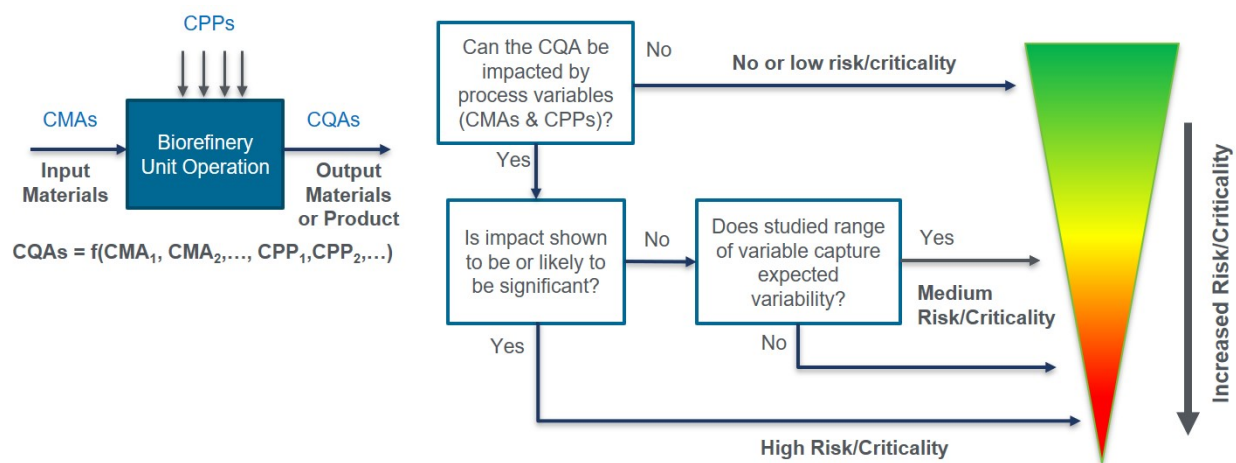 CPPs
CMAs
CQAs
Biorefinery
Unit Operation
Input
Materials
Output
Materials
or Product
CQAs = f(CMA₁, CMA₂,…, CPP₁,CPP₂,…)
Can the CQA be
impacted by
process variables
(CMAs & CPPs)?
No
No or low risk/criticality
Yes
Is impact shown
to be or likely to
be significant?
No
Does studied range
of variable capture
expected
variability?
Yes
Medium
Risk/Criticality
No
Yes
High Risk/Criticality
Increased Risk/Criticality